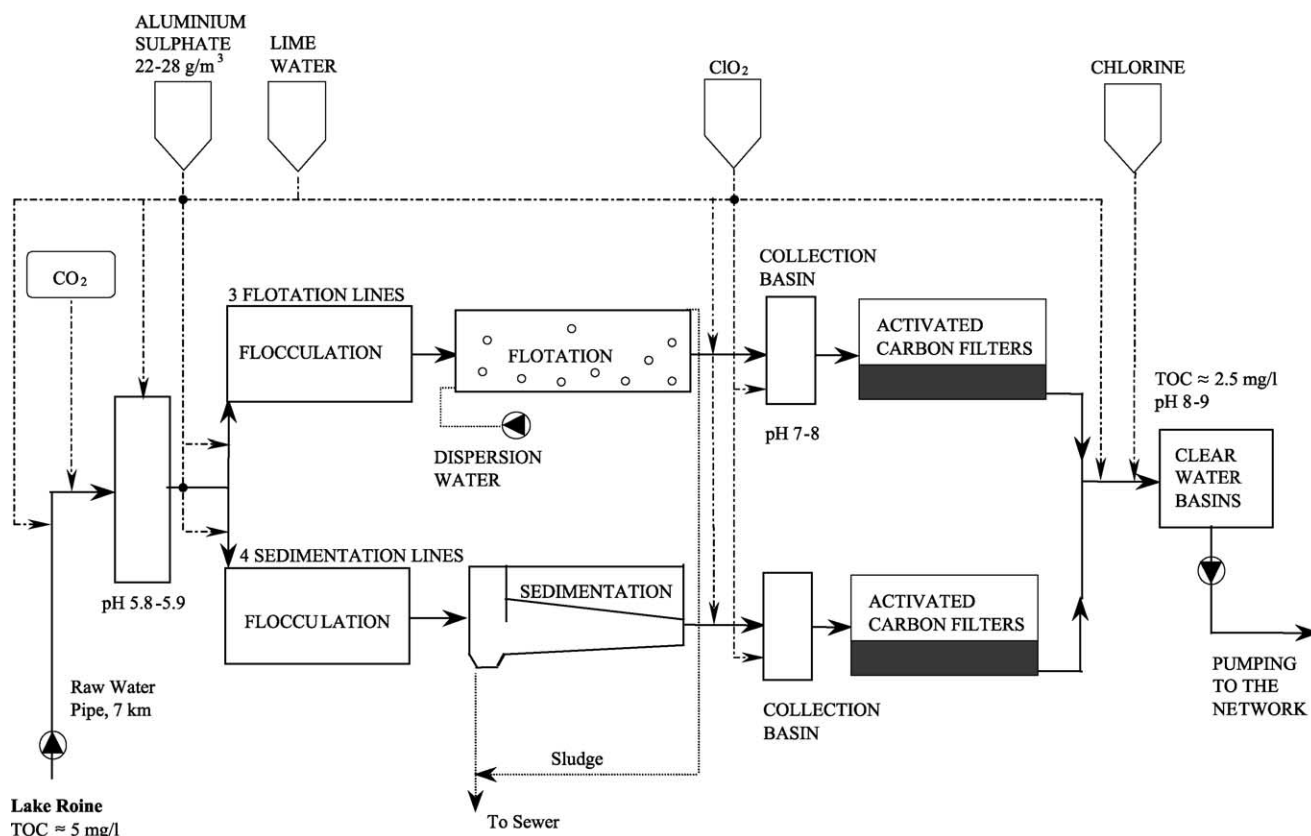 ALUMINIUM
SULPHATE
22-28 g/m³
LIME
WATER
ClO₂
CHLORINE
CO₂
3 FLOTATION LINES
FLOCCULATION
FLOTATION
DISPERSION
WATER
COLLECTION
BASIN
pH 7-8
ACTIVATED
CARBON FILTERS
TOC ≈ 2.5 mg/l
pH 8-9
CLEAR
WATER
BASINS
pH 5.8-5.9
4 SEDIMENTATION LINES
FLOCCULATION
SEDIMENTATION
ACTIVATED
CARBON FILTERS
COLLECTION
BASIN
PUMPING
TO THE
NETWORK
Raw Water
Pipe, 7 km
Sludge
To Sewer
Lake Roine
TOC ≈ 5 mg/l